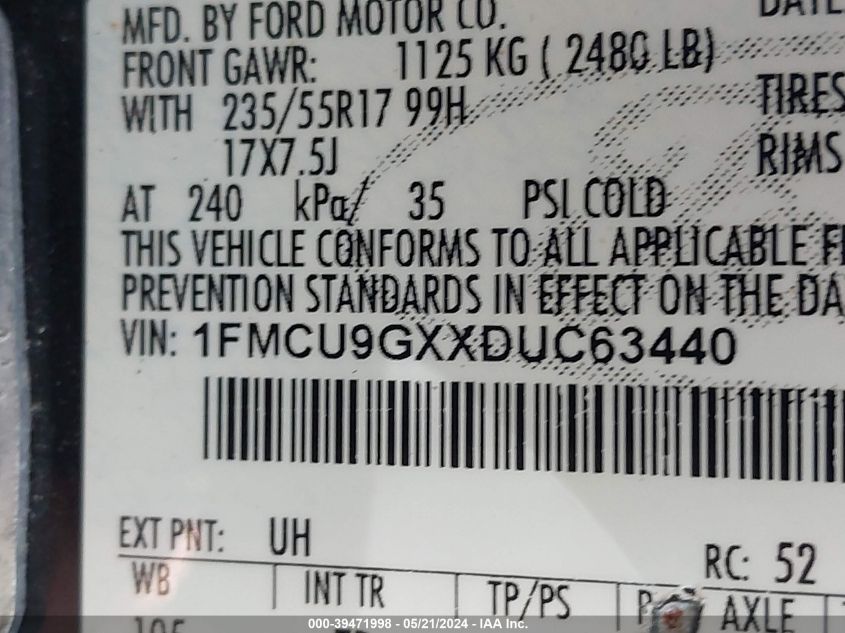 MFD. BY FORD MOTOR CO.
FRONT GAWR: 1125 KG ( 2480 LB)
WITH 235/55R17 99H TIRES
17X7.5J RIMS
AT 240 kPa/ 35 PSI COLD
THIS VEHICLE CONFORMS TO ALL APPLICABLE
PREVENTION STANDARDS IN EFFECT ON THE
VIN: 1FMCU9GXXDUC63440
EXT PNT: UH RC: 52
WB INT TR TP/PS AXLE
000-39471998 - 05/21/2024 - IAA Inc.